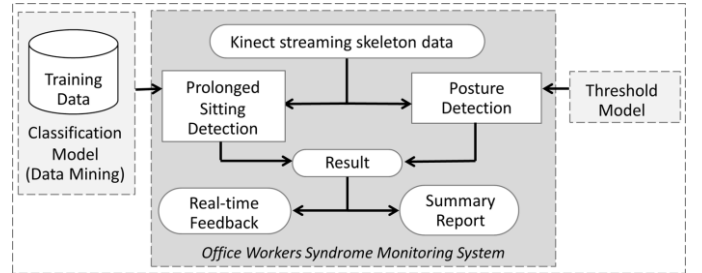 Kinect streaming skeleton data
Training
Data
Classification
Model
(Data Mining)
Prolonged
Sitting
Detection
Posture
Detection
Threshold
Model
Result
Real-time
Feedback
Summary
Report
Office Workers Syndrome Monitoring System